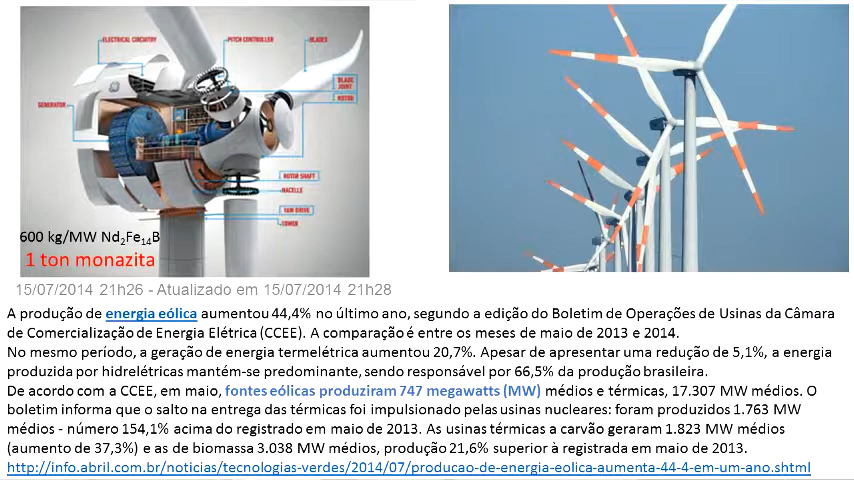 ELECTRICAL CIRCUITRY
PITCH CONTROLLER
BLADES
BLADE
JOINT
ROTOR
GENERATOR
ROTOR SHAFT
NACELLE
YAW DRIVE
TOWER
600 kg/MW Nd2Fe14B
1 ton monazita
15/07/2014 21h26 - Atualizado em 15/07/2014 21h28
A produção de energia eólica aumentou 44,4% no último ano, segundo a edição do Boletim de Operações de Usinas da Câmara
de Comercialização de Energia Elétrica (CCEE). A comparação é entre os meses de maio de 2013 e 2014.
No mesmo período, a geração de energia termelétrica aumentou 20,7%. Apesar de apresentar uma redução de 5,1%, a energia
produzida por hidrelétricas mantém-se predominante, sendo responsável por 66,5% da produção brasileira.
De acordo com a CCEE, em maio, fontes eólicas produziram 747 megawatts (MW) médios e térmicas, 17.307 MW médios. O
boletim informa que o salto na entrega das térmicas foi impulsionado pelas usinas nucleares: foram produzidos 1.763 MW
médios - número 154,1% acima do registrado em maio de 2013. As usinas térmicas a carvão geraram 1.823 MW médios
(aumento de 37,3%) e as de biomassa 3.038 MW médios, produção 21,6% superior à registrada em maio de 2013.
http://info.abril.com.br/noticias/tecnologias-verdes/2014/07/producao-de-energia-eolica-aumenta-44-4-em-um-ano.shtml